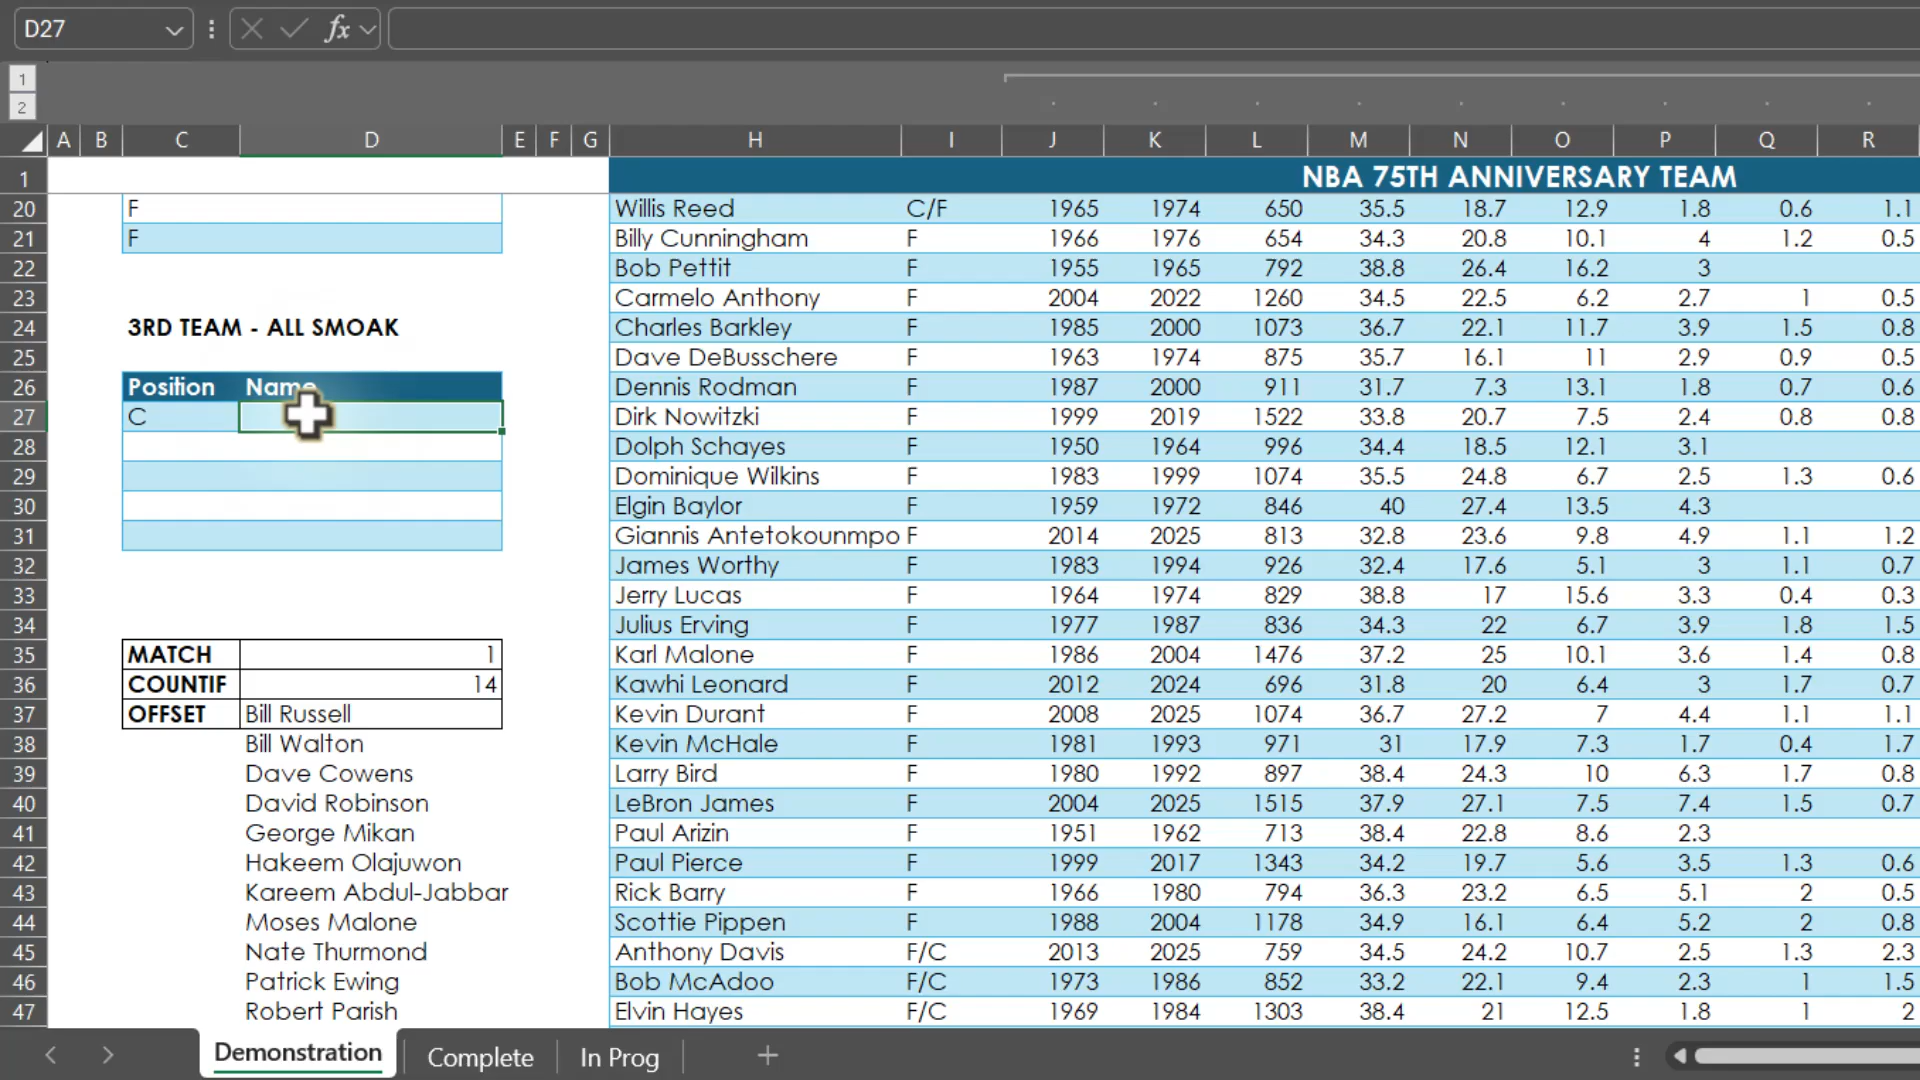 D27 fx
1
2
A B C D E F G H I J K L M N O P Q R
1 NBA 75TH ANNIVERSARY TEAM
20 F Willis Reed C/F 1965 1974 650 35.5 18.7 12.9 1.8 0.6 1.1
21 F Billy Cunningham F 1966 1976 654 34.3 20.8 10.1 4 1.2 0.5
22 Bob Pettit F 1955 1965 792 38.8 26.4 16.2 3
23 Carmelo Anthony F 2004 2022 1260 34.5 22.5 6.2 2.7 1 0.5
24 3RD TEAM - ALL SMOAK Charles Barkley F 1985 2000 1073 36.7 22.1 11.7 3.9 1.5 0.8
25 Dave DeBusschere F 1963 1974 875 35.7 16.1 11 2.9 0.9 0.5
26 Position Name Dennis Rodman F 1987 2000 911 31.7 7.3 13.1 1.8 0.7 0.6
27 C Dirk Nowitzki F 1999 2019 1522 33.8 20.7 7.5 2.4 0.8 0.8
28 Dolph Schayes F 1950 1964 996 34.4 18.5 12.1 3.1
29 Dominique Wilkins F 1983 1999 1074 35.5 24.8 6.7 2.5 1.3 0.6
30 Elgin Baylor F 1959 1972 846 40 27.4 13.5 4.3
31 Giannis Antetokounmpo F 2014 2025 813 32.8 23.6 9.8 4.9 1.1 1.2
32 James Worthy F 1983 1994 926 32.4 17.6 5.1 3 1.1 0.7
33 Jerry Lucas F 1964 1974 829 38.8 17 15.6 3.3 0.4 0.3
34 Julius Erving F 1977 1987 836 34.3 22 6.7 3.9 1.8 1.5
35 MATCH 1 Karl Malone F 1986 2004 1476 37.2 25 10.1 3.6 1.4 0.8
36 COUNTIF 14 Kawhi Leonard F 2012 2024 696 31.8 20 6.4 3 1.7 0.7
37 OFFSET Bill Russell Kevin Durant F 2008 2025 1074 36.7 27.2 7 4.4 1.1 1.1
38 Bill Walton Kevin McHale F 1981 1993 971 31 17.9 7.3 1.7 0.4 1.7
39 Dave Cowens Larry Bird F 1980 1992 897 38.4 24.3 10 6.3 1.7 0.8
40 David Robinson LeBron James F 2004 2025 1515 37.9 27.1 7.5 7.4 1.5 0.7
41 George Mikan Paul Arizin F 1951 1962 713 38.4 22.8 8.6 2.3
42 Hakeem Olajuwon Paul Pierce F 1999 2017 1343 34.2 19.7 5.6 3.5 1.3 0.6
43 Kareem Abdul-Jabbar Rick Barry F 1966 1980 794 36.3 23.2 6.5 5.1 2 0.5
44 Moses Malone Scottie Pippen F 1988 2004 1178 34.9 16.1 6.4 5.2 2 0.8
45 Nate Thurmond Anthony Davis F/C 2013 2025 759 34.5 24.2 10.7 2.5 1.3 2.3
46 Patrick Ewing Bob McAdoo F/C 1973 1986 852 33.2 22.1 9.4 2.3 1 1.5
47 Robert Parish Elvin Hayes F/C 1969 1984 1303 38.4 21 12.5 1.8 1 2
Demonstration Complete In Prog